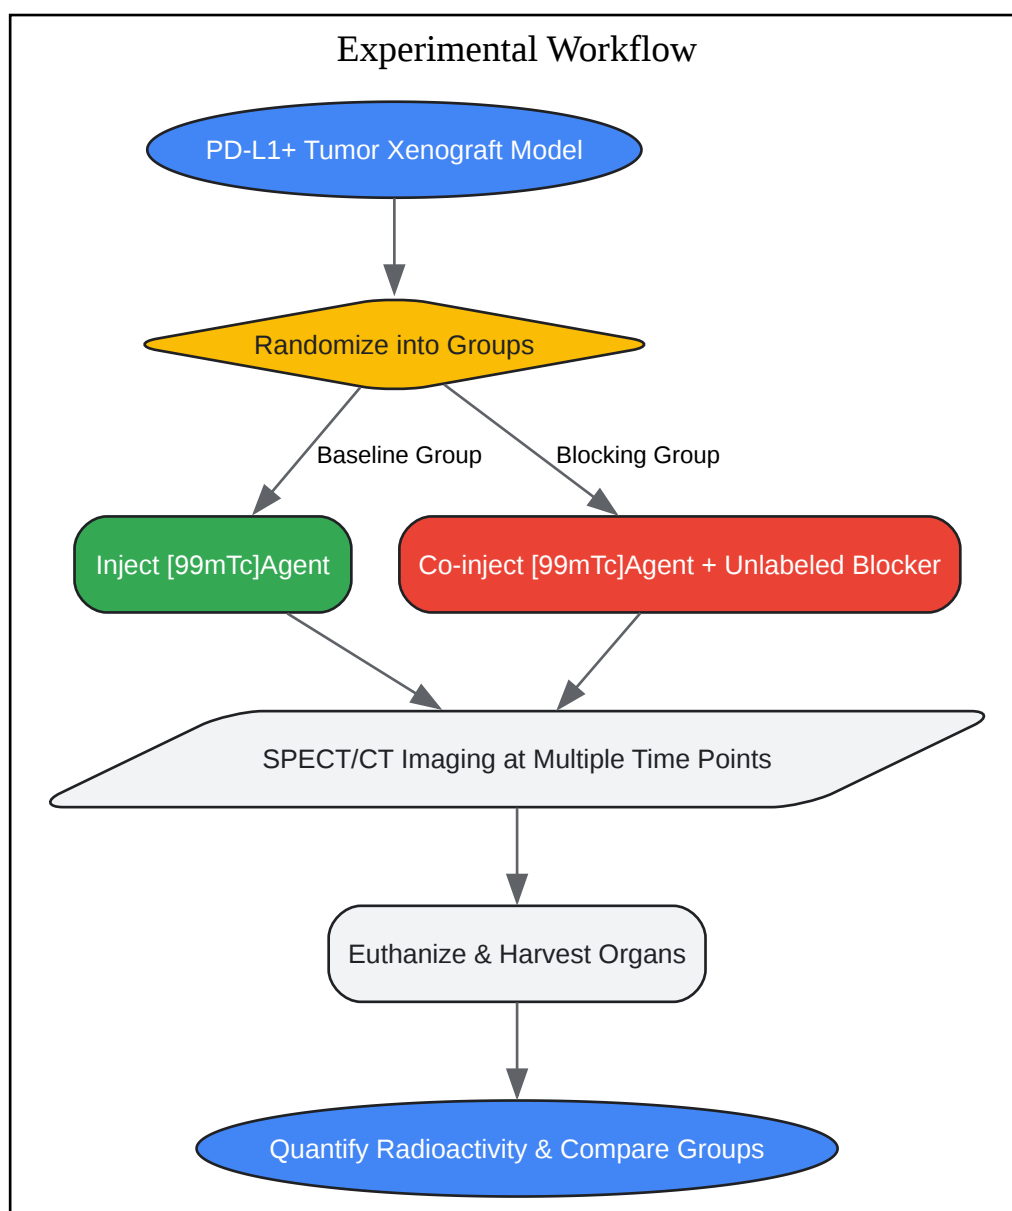 Experimental Workflow
PD-L1+ Tumor Xenograft Model
Randomize into Groups
Baseline Group
Blocking Group
Inject [99mTc]Agent
Co-inject [99mTc]Agent + Unlabeled Blocker
SPECT/CT Imaging at Multiple Time Points
Euthanize & Harvest Organs
Quantify Radioactivity & Compare Groups